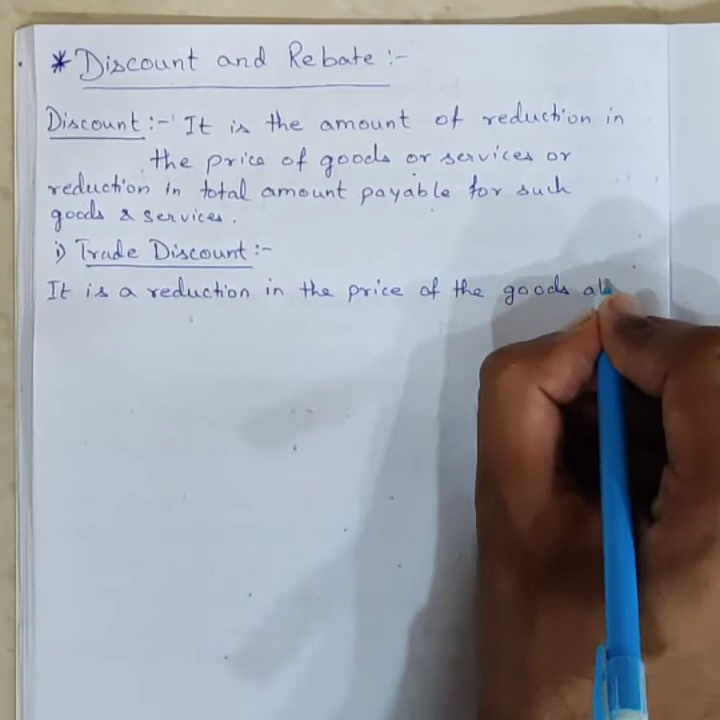 * Discount and Rebate :-
Discount :- It is the amount of reduction in
the price of goods or services or
reduction in total amount payable for such
goods & services.
i) Trade Discount :-
It is a reduction in the price of the goods